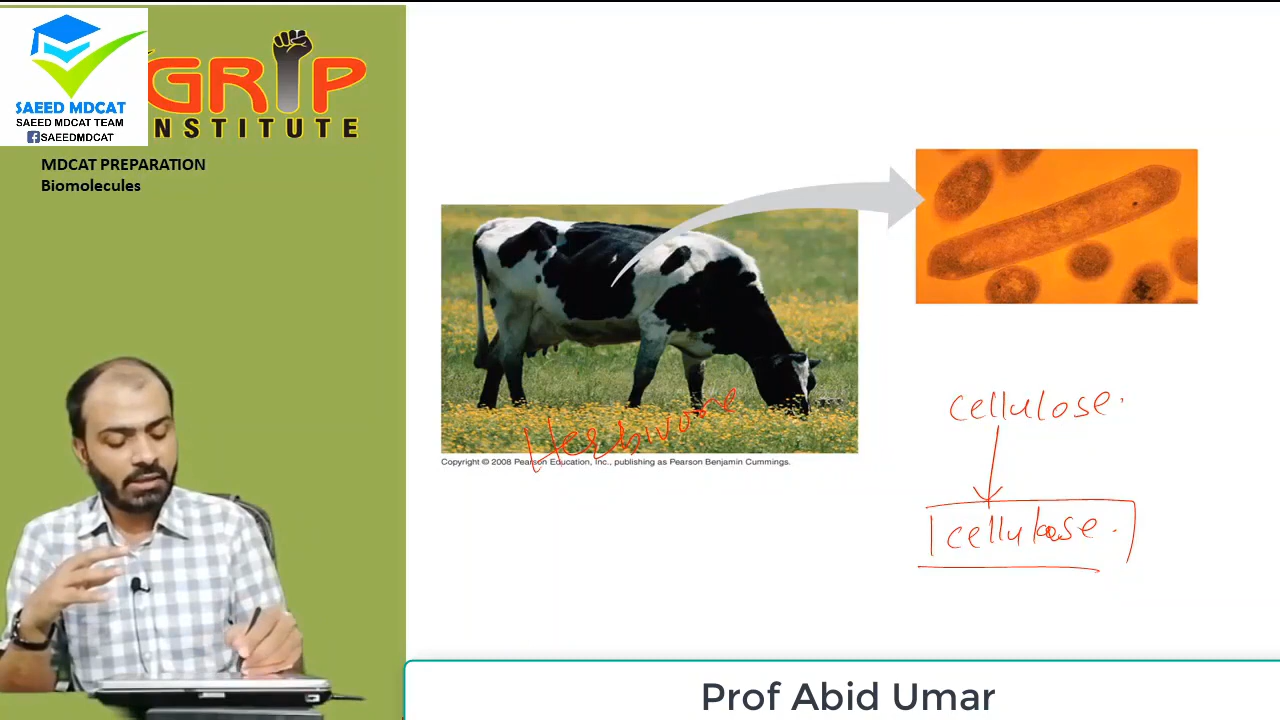 SAEED MDCAT
SAEED MDCAT TEAM
SAEEDMDCAT
GRIP
INSTITUTE
MDCAT PREPARATION
Biomolecules
Herbivore
Copyright © 2008 Pearson Education, Inc., publishing as Pearson Benjamin Cummings.
cellulose.
cellulase.
Prof Abid Umar